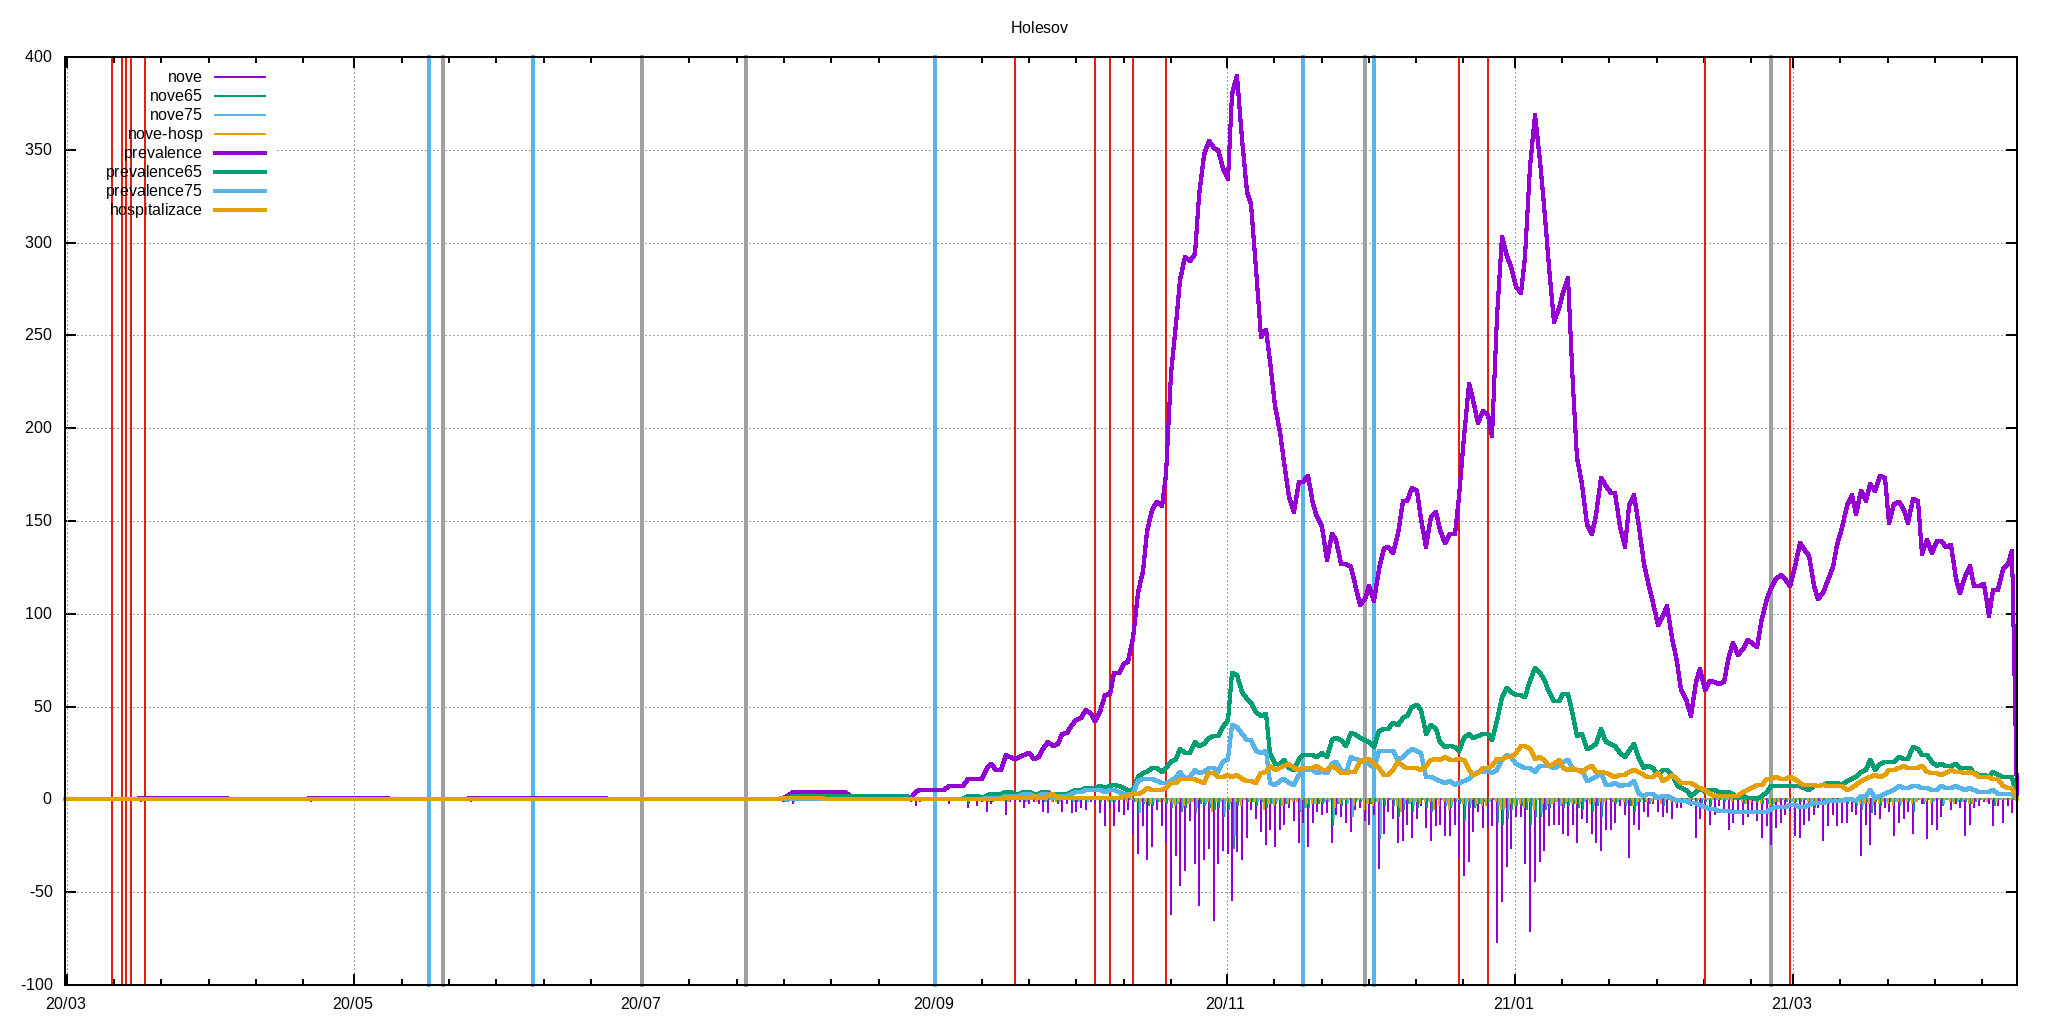 Holesov
400
350
300
250
200
150
100
50
0
-50
-100
nove
nove65
nove75
nove-hosp
prevalence
prevalence65
prevalence75
hospitalizace
20/03 20/05 20/07 20/09 20/11 21/01 21/03